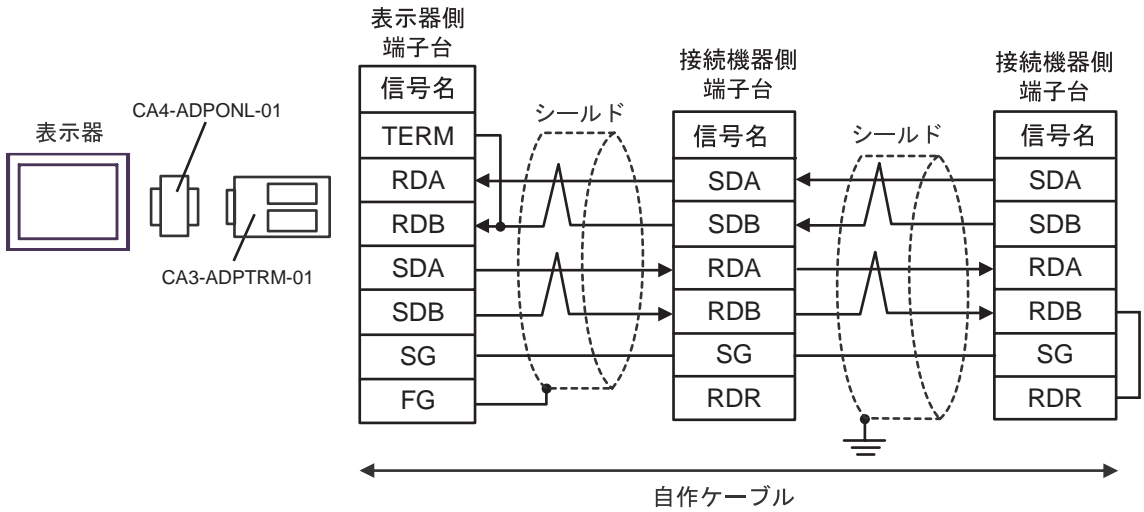 表示器
CA4-ADPONL-01
CA3-ADPTRM-01
表示器側
端子台
信号名
TERM
RDA
RDB
SDA
SDB
SG
FG
シールド
接続機器側
端子台
信号名
SDA
SDB
RDA
RDB
SG
RDR
シールド
接続機器側
端子台
信号名
SDA
SDB
RDA
RDB
SG
RDR
自作ケーブル